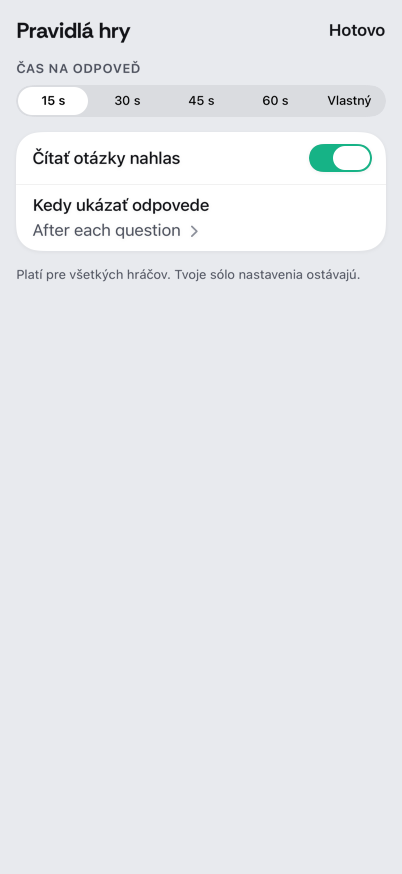 Pravidlá hry
Hotovo
ČAS NA ODPOVEĎ
15 s
30 s
45 s
60 s
Vlastný
Čítať otázky nahlas
Kedy ukázať odpovede
After each question
Platí pre všetkých hráčov. Tvoje sólo nastavenia ostávajú.